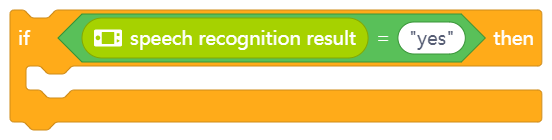 if speech recognition result = "yes" then